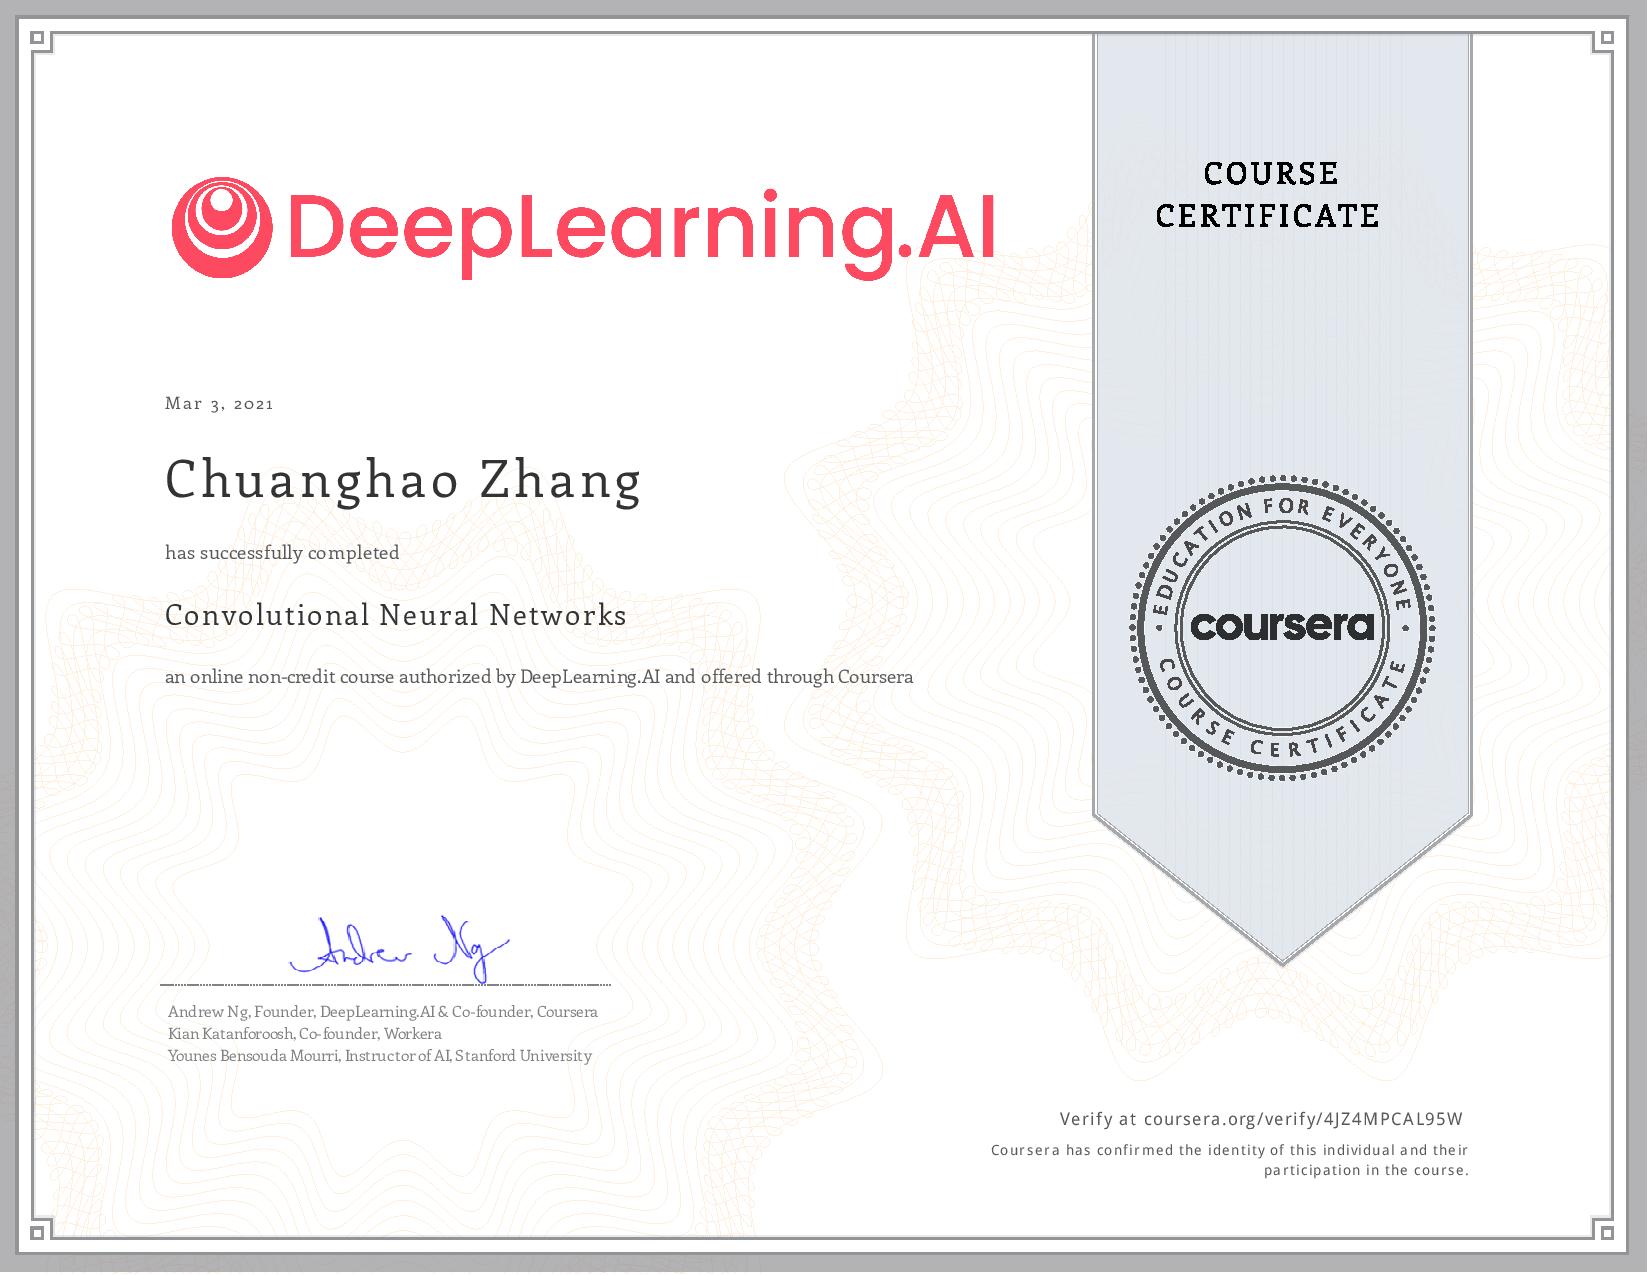 DeepLearning.AI
COURSE
CERTIFICATE
Mar 3, 2021
Chuanghao Zhang
has successfully completed
Convolutional Neural Networks
an online non-credit course authorized by DeepLearning.AI and offered through Coursera
EDUCATION FOR EVERYONE
coursera
COURSE CERTIFICATE
Andrew Ng
Andrew Ng, Founder, DeepLearning.AI & Co-founder, Coursera
Kian Katanforoosh, Co-founder, Workera
Younes Bensouda Mourri, Instructor of AI, Stanford University
Verify at coursera.org/verify/4JZ4MPCAL95W
Coursera has confirmed the identity of this individual and their
participation in the course.